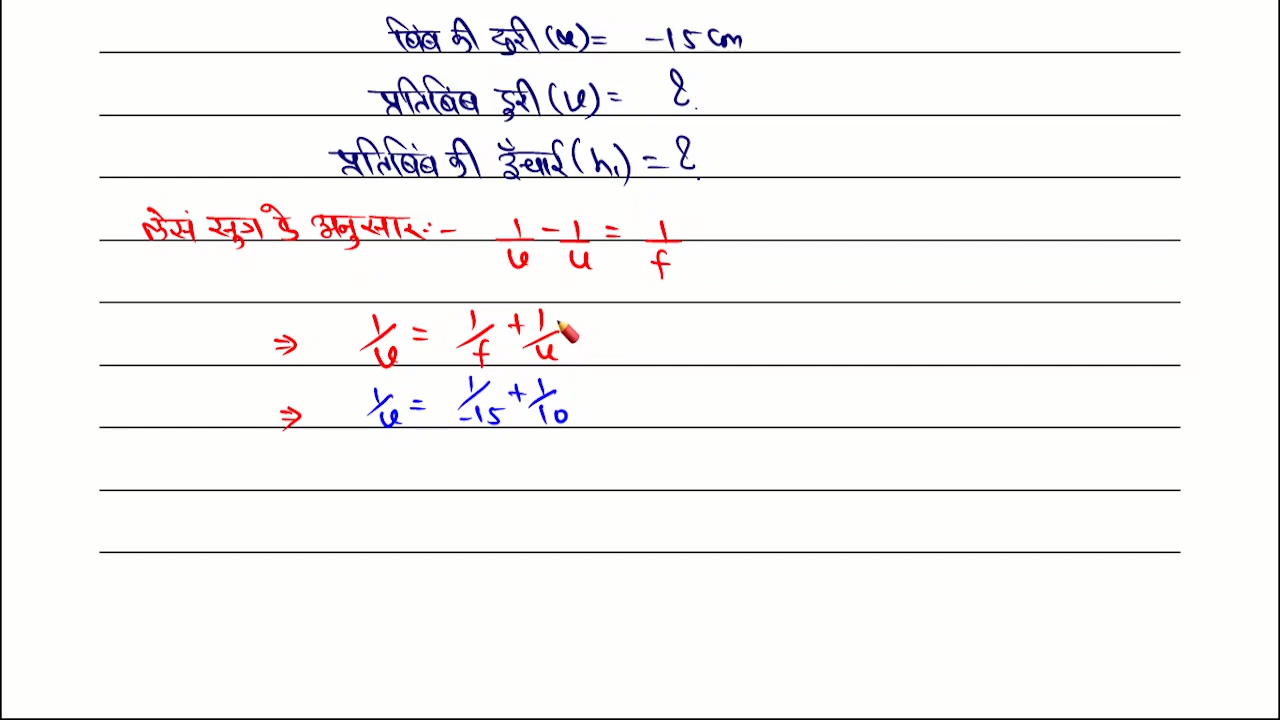 बिंब की दुरी (u) = -15 cm
प्रतिबिंब दुरी (v) = ?
प्रतिबिंब की ऊँचाई (h₁) = ?
लेसं सुत्र के अनुसार:- 1/v - 1/u = 1/f
⇒ 1/v = 1/f + 1/u
⇒ 1/v = 1/-15 + 1/10